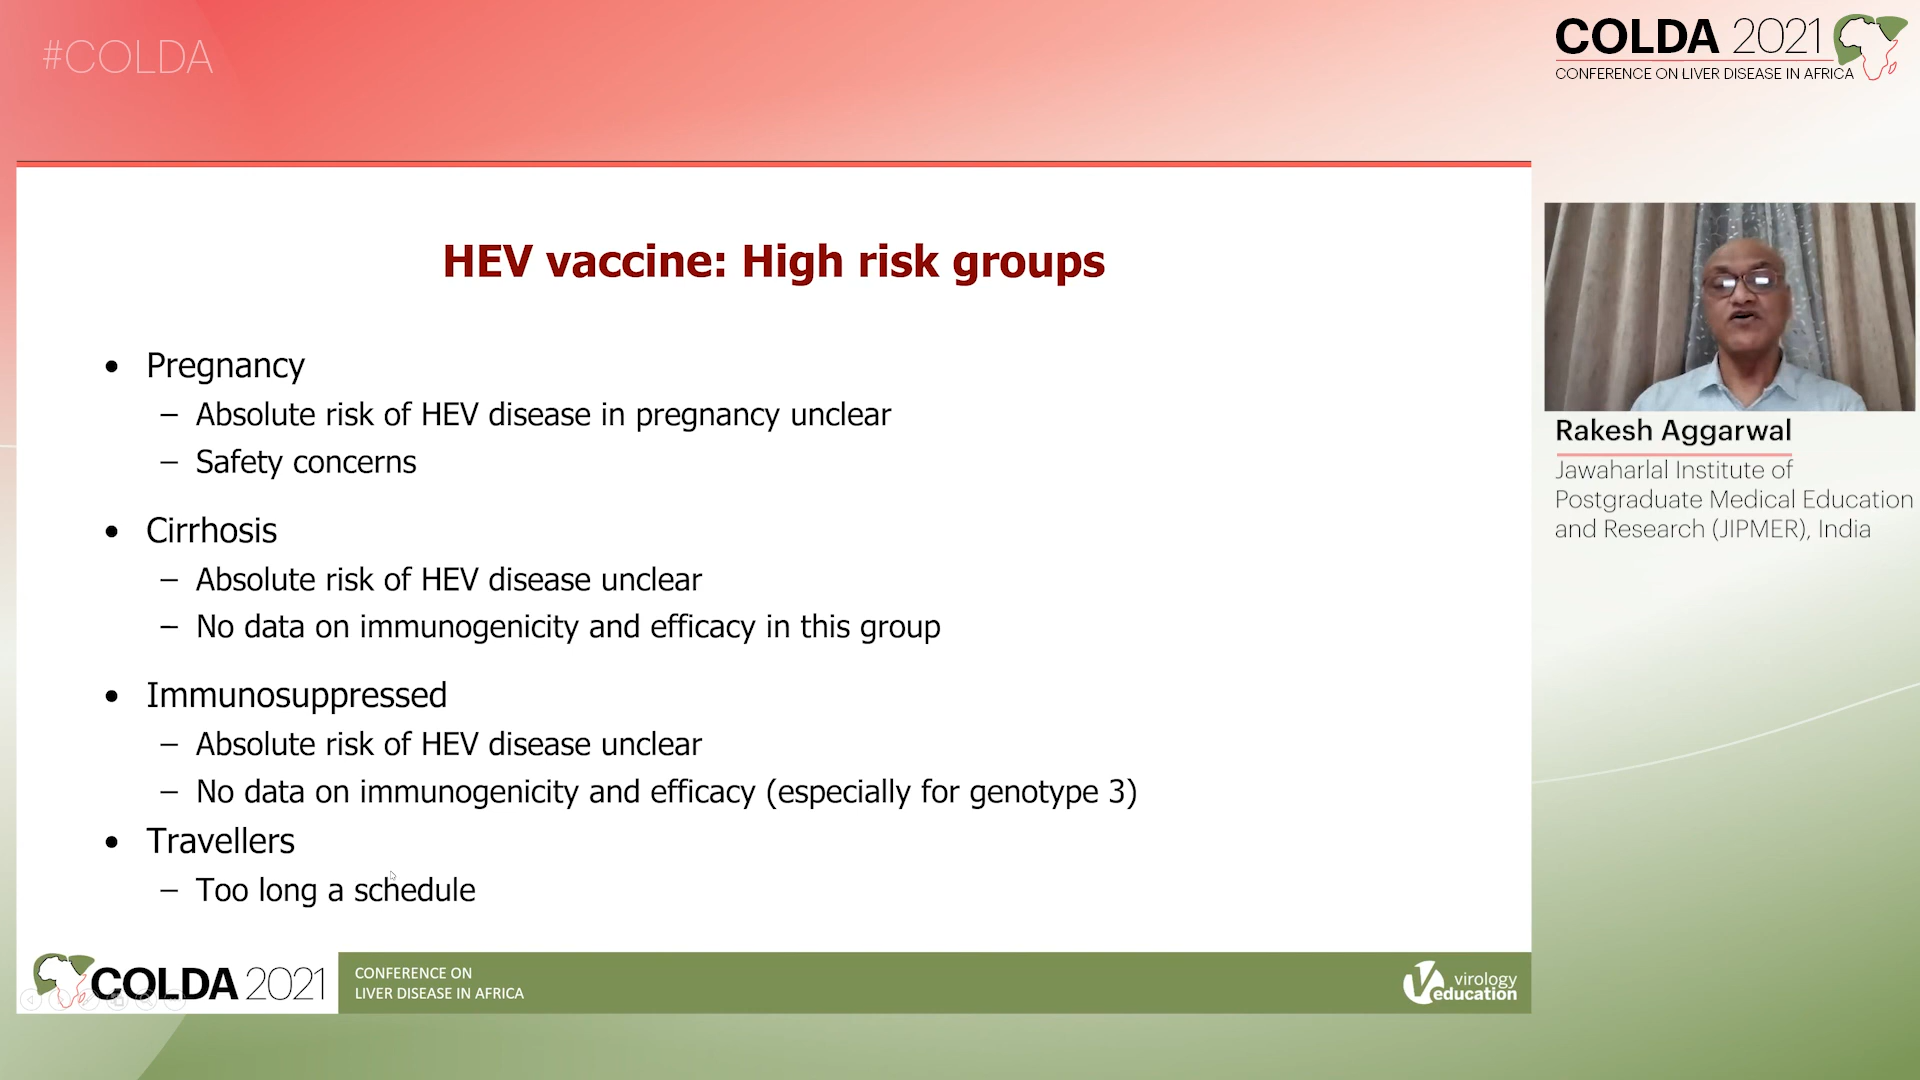 #COLDA
COLDA 2021
CONFERENCE ON LIVER DISEASE IN AFRICA
HEV vaccine: High risk groups
• Pregnancy
– Absolute risk of HEV disease in pregnancy unclear
– Safety concerns
• Cirrhosis
– Absolute risk of HEV disease unclear
– No data on immunogenicity and efficacy in this group
• Immunosuppressed
– Absolute risk of HEV disease unclear
– No data on immunogenicity and efficacy (especially for genotype 3)
• Travellers
– Too long a schedule
Rakesh Aggarwal
Jawaharlal Institute of
Postgraduate Medical Education
and Research (JIPMER), India
COLDA 2021
CONFERENCE ON
LIVER DISEASE IN AFRICA
virology
education